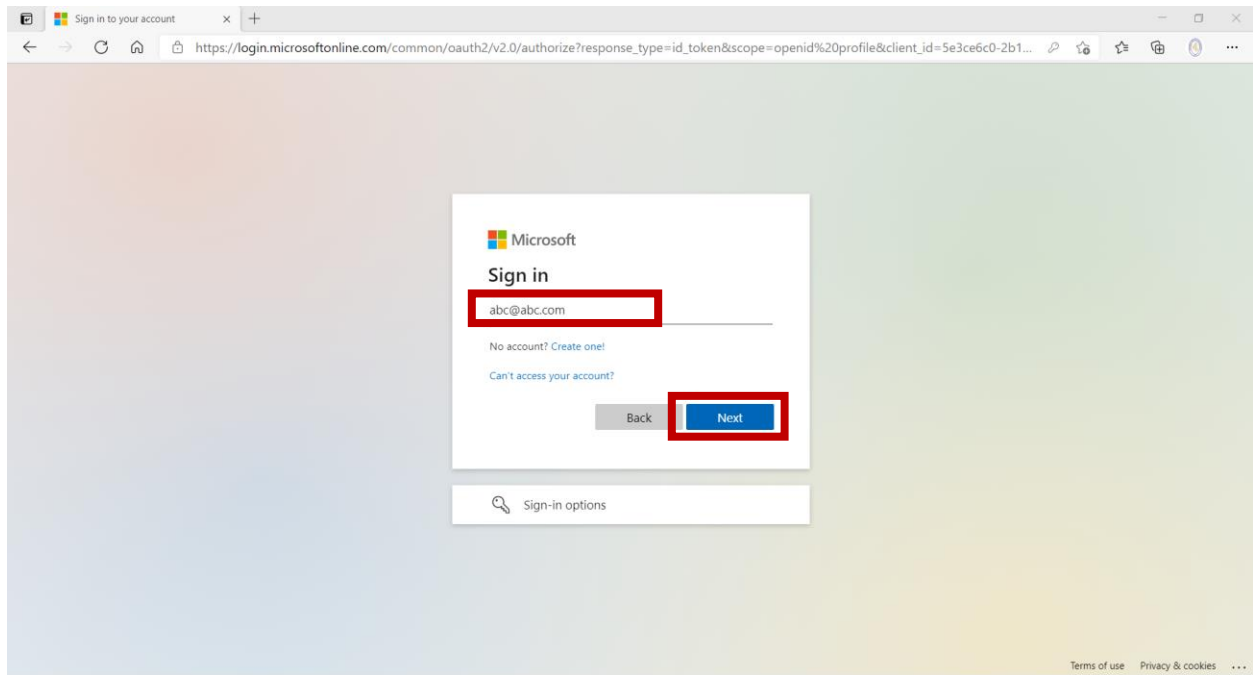 Sign in to your account
https://login.microsoftonline.com/common/oauth2/v2.0/authorize?response_type=id_token&scope=openid%20profile&client_id=5e3ce6c0-2b1...
Microsoft
Sign in
abc@abc.com
No account? Create one!
Can't access your account?
Back Next
Sign-in options
Terms of use Privacy & cookies ...